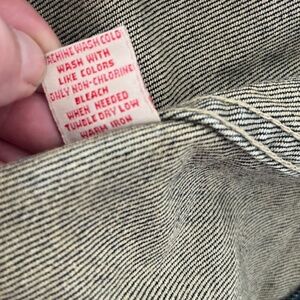 MACHINE WASH COLD
WASH WITH
LIKE COLORS
ONLY NON-CHLORINE
BLEACH
WHEN NEEDED
TUMBLE DRY LOW
WARM IRON